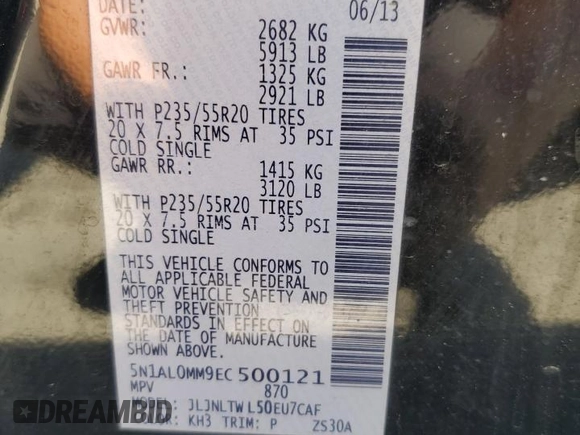 DATE: 06/13
GVWR: 2682 KG
5913 LB
GAWR FR.: 1325 KG
2921 LB
WITH P235/55R20 TIRES
20 X 7.5 RIMS AT 35 PSI
COLD SINGLE
GAWR RR.: 1415 KG
3120 LB
WITH P235/55R20 TIRES
20 X 7.5 RIMS AT 35 PSI
COLD SINGLE
THIS VEHICLE CONFORMS TO
ALL APPLICABLE FEDERAL
MOTOR VEHICLE SAFETY AND
THEFT PREVENTION
STANDARDS IN EFFECT ON
THE DATE OF MANUFACTURE
SHOWN ABOVE.
5N1AL0MM9EC500121
MPV 870
JLJNLTWL50EU7CAF
KH3 TRIM: P ZS30A
AUTOBIDMASTER